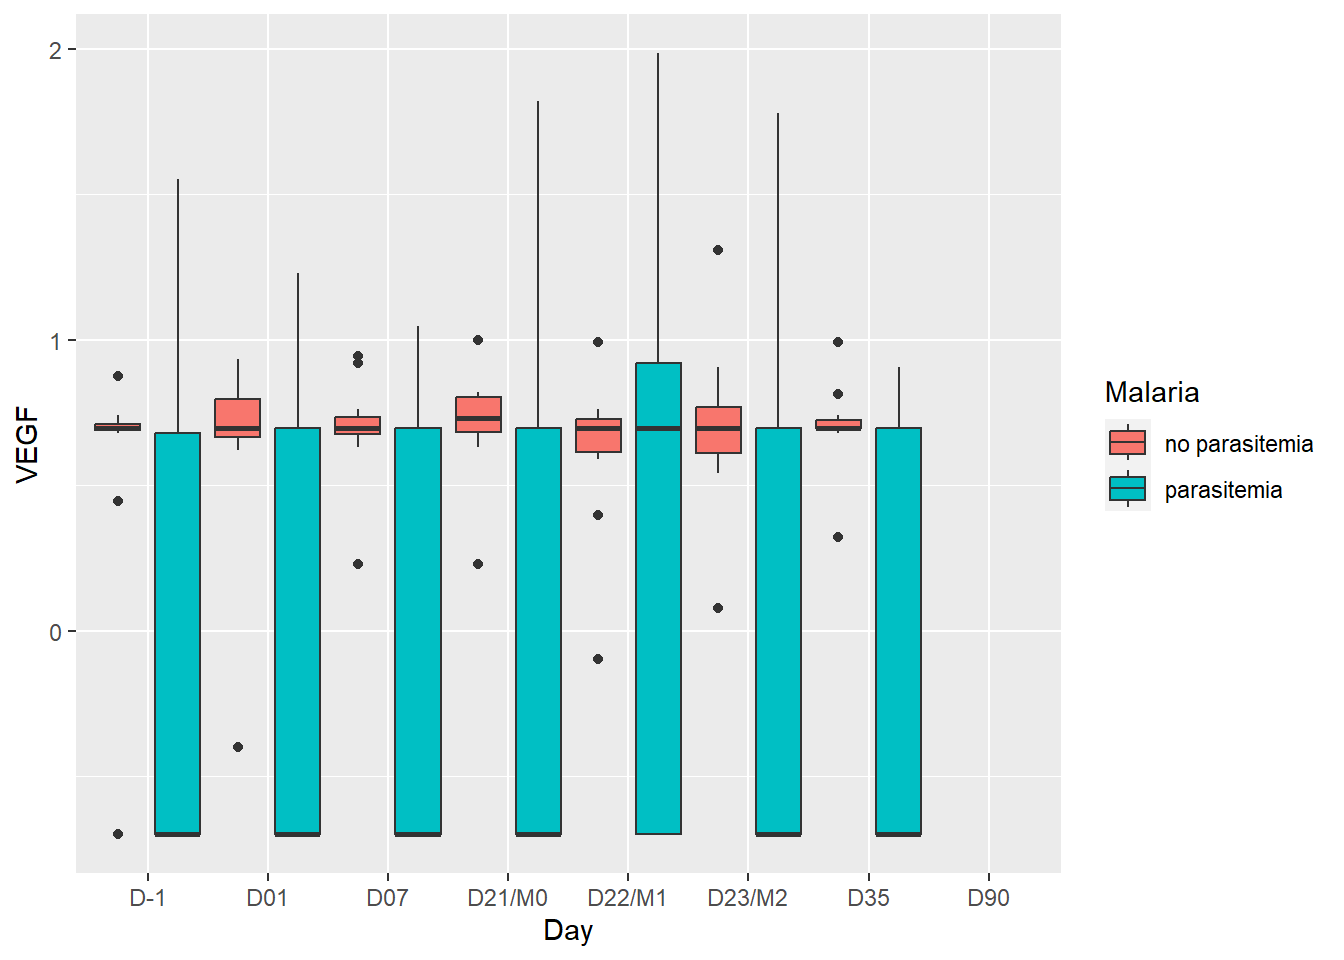 2
1
0
VEGF
D-1 D01 D07 D21/M0 D22/M1 D23/M2 D35 D90
Day
Malaria
no parasitemia
parasitemia